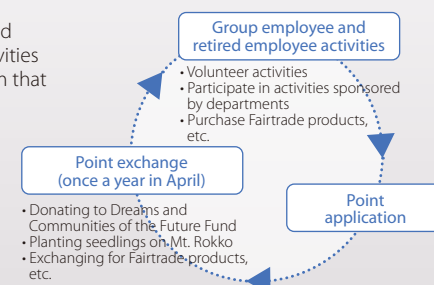 d
vities
n that
Group employee and
retired employee activities
• Volunteer activities
• Participate in activities sponsored
by departments
• Purchase Fairtrade products,
etc.
Point
application
Point exchange
(once a year in April)
• Donating to Dreams and
Communities of the Future Fund
• Planting seedlings on Mt. Rokko
• Exchanging for Fairtrade products,
etc.